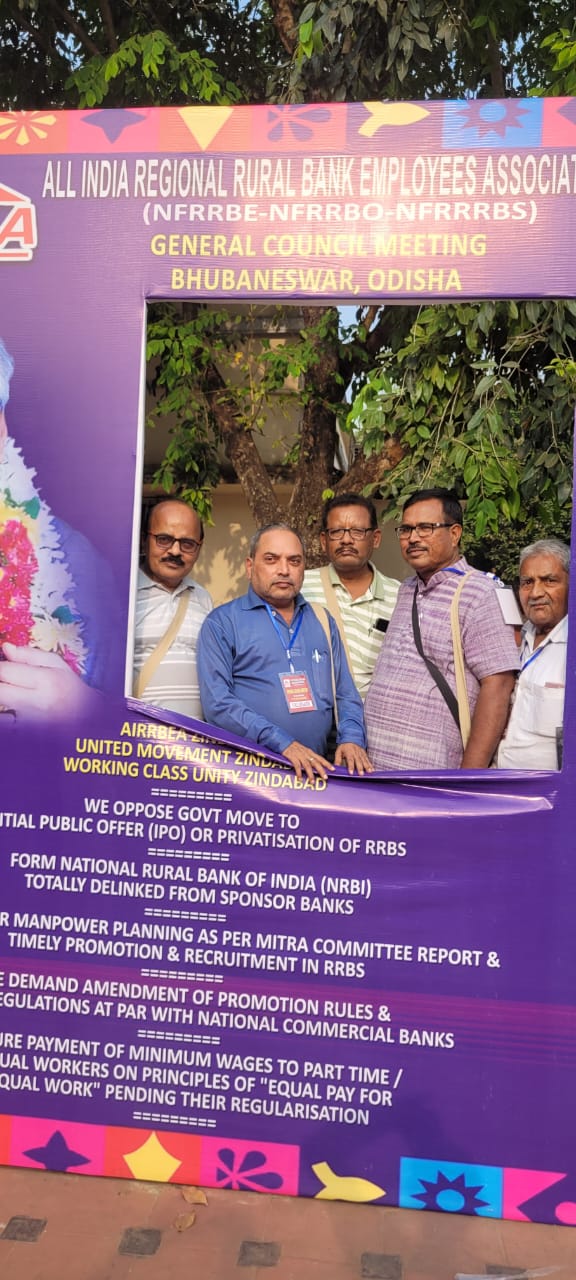 ALL INDIA REGIONAL RURAL BANK EMPLOYEES ASSOCIAT
(NFRRBE-NFRRBO-NFRRRBS)
GENERAL COUNCIL MEETING
BHUBANESWAR, ODISHA
A
AIRRBEA ZIN
UNITED MOVEMENT ZINDA
WORKING CLASS UNITY ZINDABAD
=========
WE OPPOSE GOVT MOVE TO
ITIAL PUBLIC OFFER (IPO) OR PRIVATISATION OF RRBS
=========
FORM NATIONAL RURAL BANK OF INDIA (NRBI)
TOTALLY DELINKED FROM SPONSOR BANKS
=========
R MANPOWER PLANNING AS PER MITRA COMMITTEE REPORT &
TIMELY PROMOTION & RECRUITMENT IN RRBS
=========
E DEMAND AMENDMENT OF PROMOTION RULES &
EGULATIONS AT PAR WITH NATIONAL COMMERCIAL BANKS
=========
URE PAYMENT OF MINIMUM WAGES TO PART TIME /
UAL WORKERS ON PRINCIPLES OF "EQUAL PAY FOR
QUAL WORK" PENDING THEIR REGULARISATION
=========